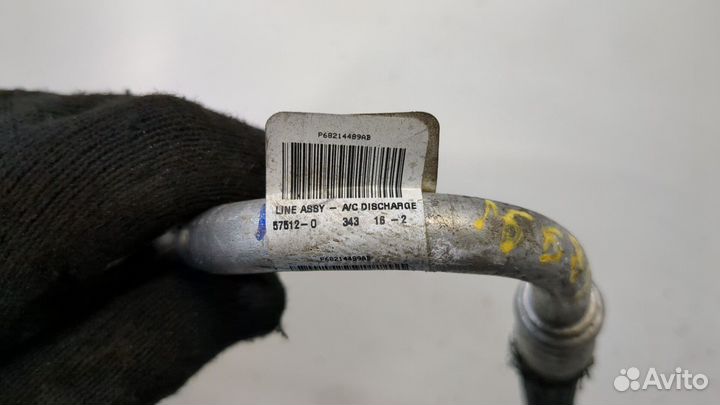 P68214489AB
LINE ASSY - A/C DISCHARGE
57512-0 343 16-2
P68214489AB
Avito